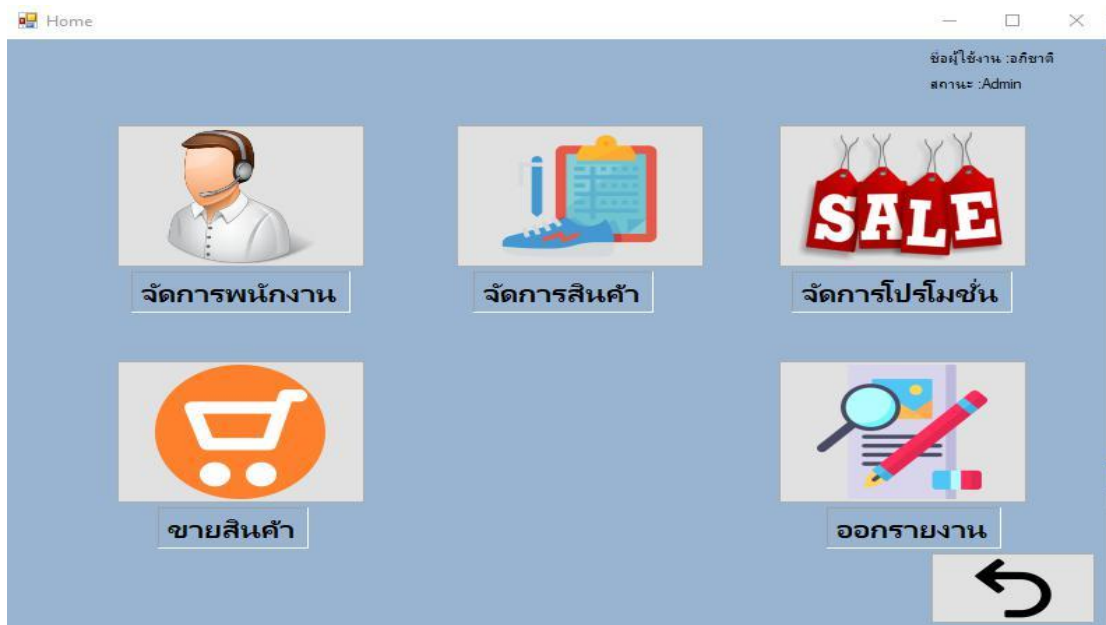 Home
ชื่อผู้ใช้งาน :อภิชาติ
สถานะ :Admin
SALE
จัดการพนักงาน
จัดการสินค้า
จัดการโปรโมชั่น
ขายสินค้า
ออกรายงาน